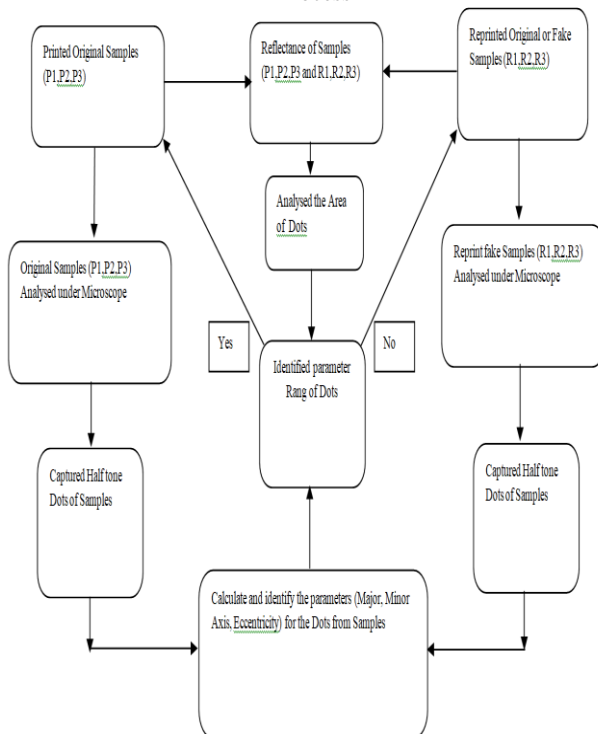 Printed Original Samples
(P1,P2,P3)
Reflectance of Samples
(P1,P2,P3 and R1,R2,R3)
Reprinted Original or Fake
Samples (R1,R2,R3)
Analysed the Area
of Dots
Original Samples (P1,P2,P3)
Analysed under Microscope
Reprint fake Samples (R1,R2,R3)
Analysed under Microscope
Yes
No
Identified parameter
Rang of Dots
Captured Half tone
Dots of Samples
Captured Half tone
Dots of Samples
Calculate and identify the parameters (Major, Minor
Axis, Eccentricity) for the Dots from Samples